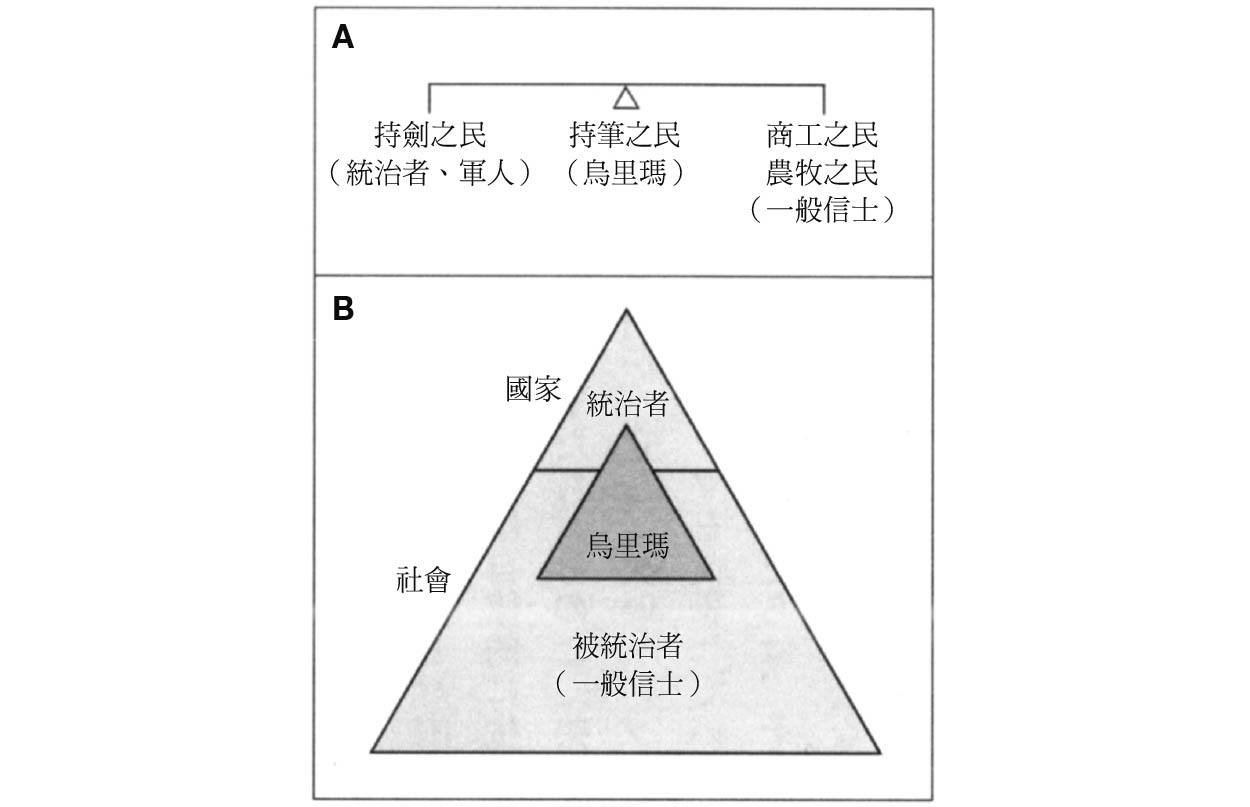 A
持劍之民
（統治者、軍人）
持筆之民
（烏里瑪）
商工之民
農牧之民
（一般信士）
B
國家
統治者
烏里瑪
社會
被統治者
（一般信士）